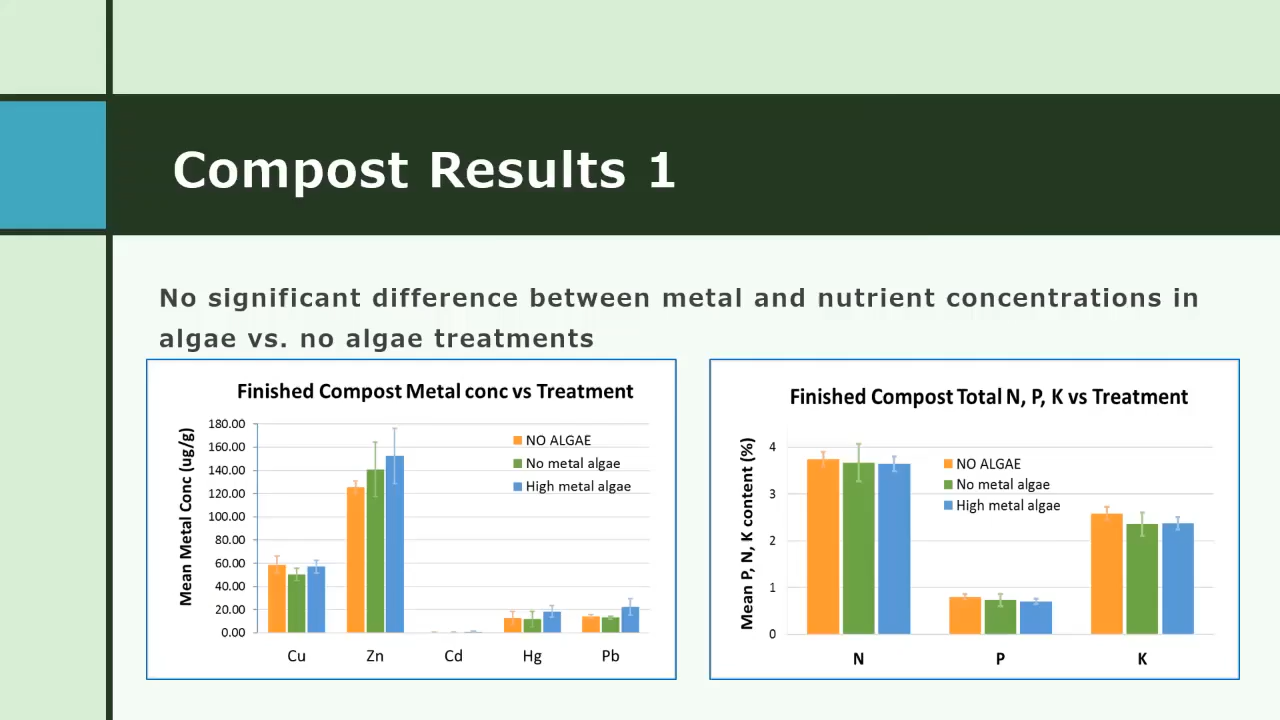 Compost Results 1
No significant difference between metal and nutrient concentrations in
algae vs. no algae treatments
Finished Compost Metal conc vs Treatment
Mean Metal Conc (ug/g)
180.00
160.00
140.00
120.00
100.00
80.00
60.00
40.00
20.00
0.00
NO ALGAE
No metal algae
High metal algae
Cu Zn Cd Hg Pb
Finished Compost Total N, P, K vs Treatment
Mean P, N, K content (%)
4
3
2
1
0
NO ALGAE
No metal algae
High metal algae
N P K